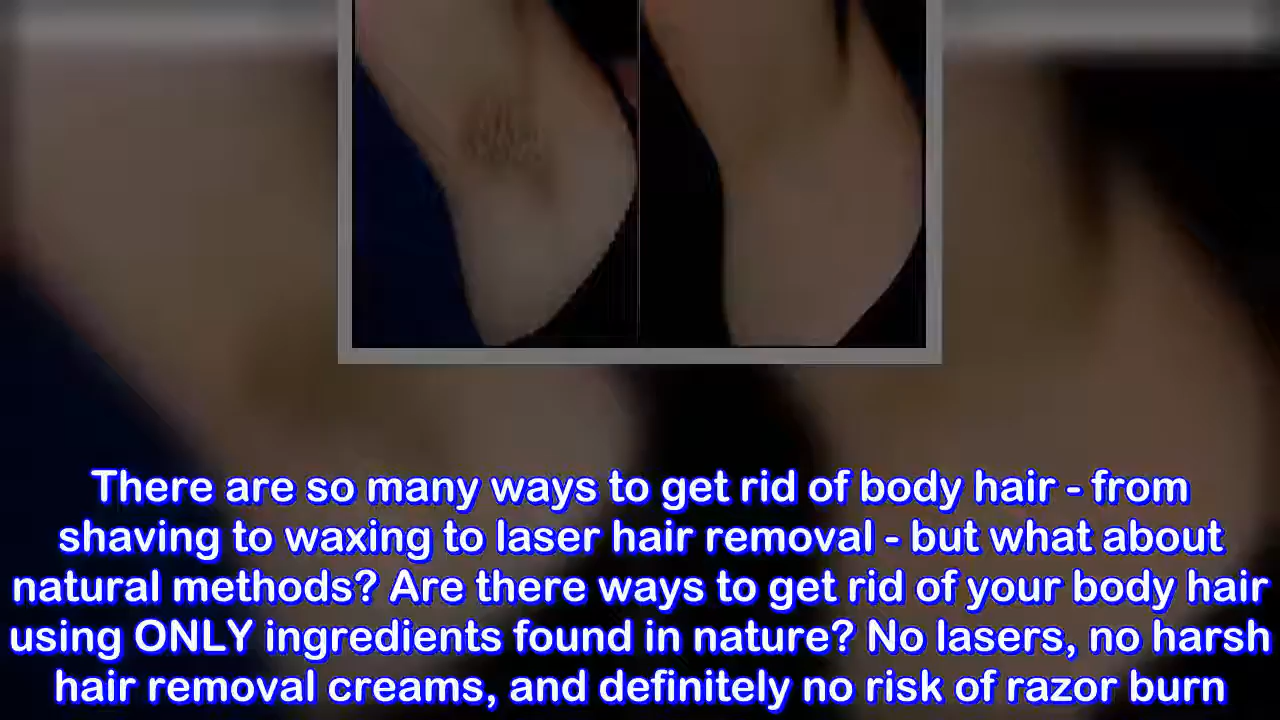 There are so many ways to get rid of body hair - from
shaving to waxing to laser hair removal - but what about
natural methods? Are there ways to get rid of your body hair
using ONLY ingredients found in nature? No lasers, no harsh
hair removal creams, and definitely no risk of razor burn